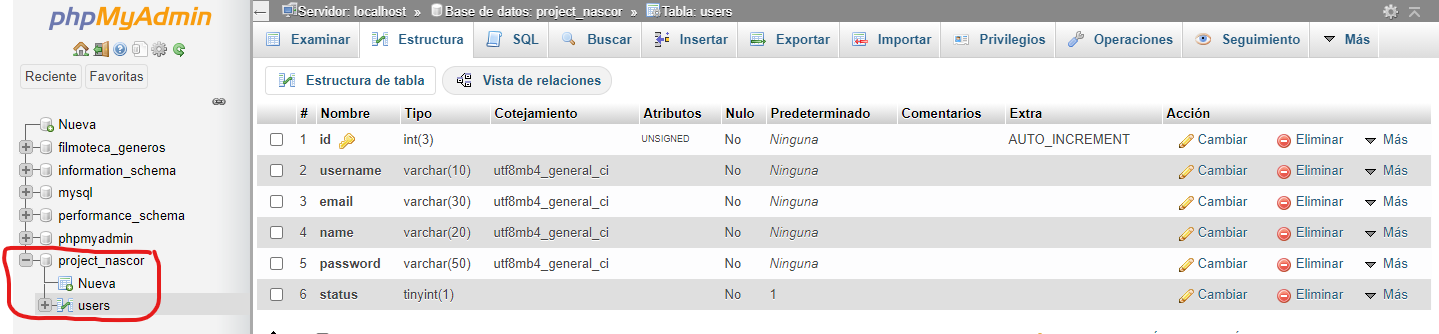 phpMyAdmin
Reciente Favoritas
Nueva
filmoteca_generos
information_schema
mysql
performance_schema
phpmyadmin
project_nascor
Nueva
users
Servidor: localhost » Base de datos: project_nascor » Tabla: users
Examinar Estructura SQL Buscar Insertar Exportar Importar Privilegios Operaciones Seguimiento Más
Estructura de tabla Vista de relaciones
# Nombre Tipo Cotejamiento Atributos Nulo Predeterminado Comentarios Extra Acción
1 id int(3) UNSIGNED No Ninguna AUTO_INCREMENT Cambiar Eliminar Más
2 username varchar(10) utf8mb4_general_ci No Ninguna Cambiar Eliminar Más
3 email varchar(30) utf8mb4_general_ci No Ninguna Cambiar Eliminar Más
4 name varchar(20) utf8mb4_general_ci No Ninguna Cambiar Eliminar Más
5 password varchar(50) utf8mb4_general_ci No Ninguna Cambiar Eliminar Más
6 status tinyint(1) No 1 Cambiar Eliminar Más